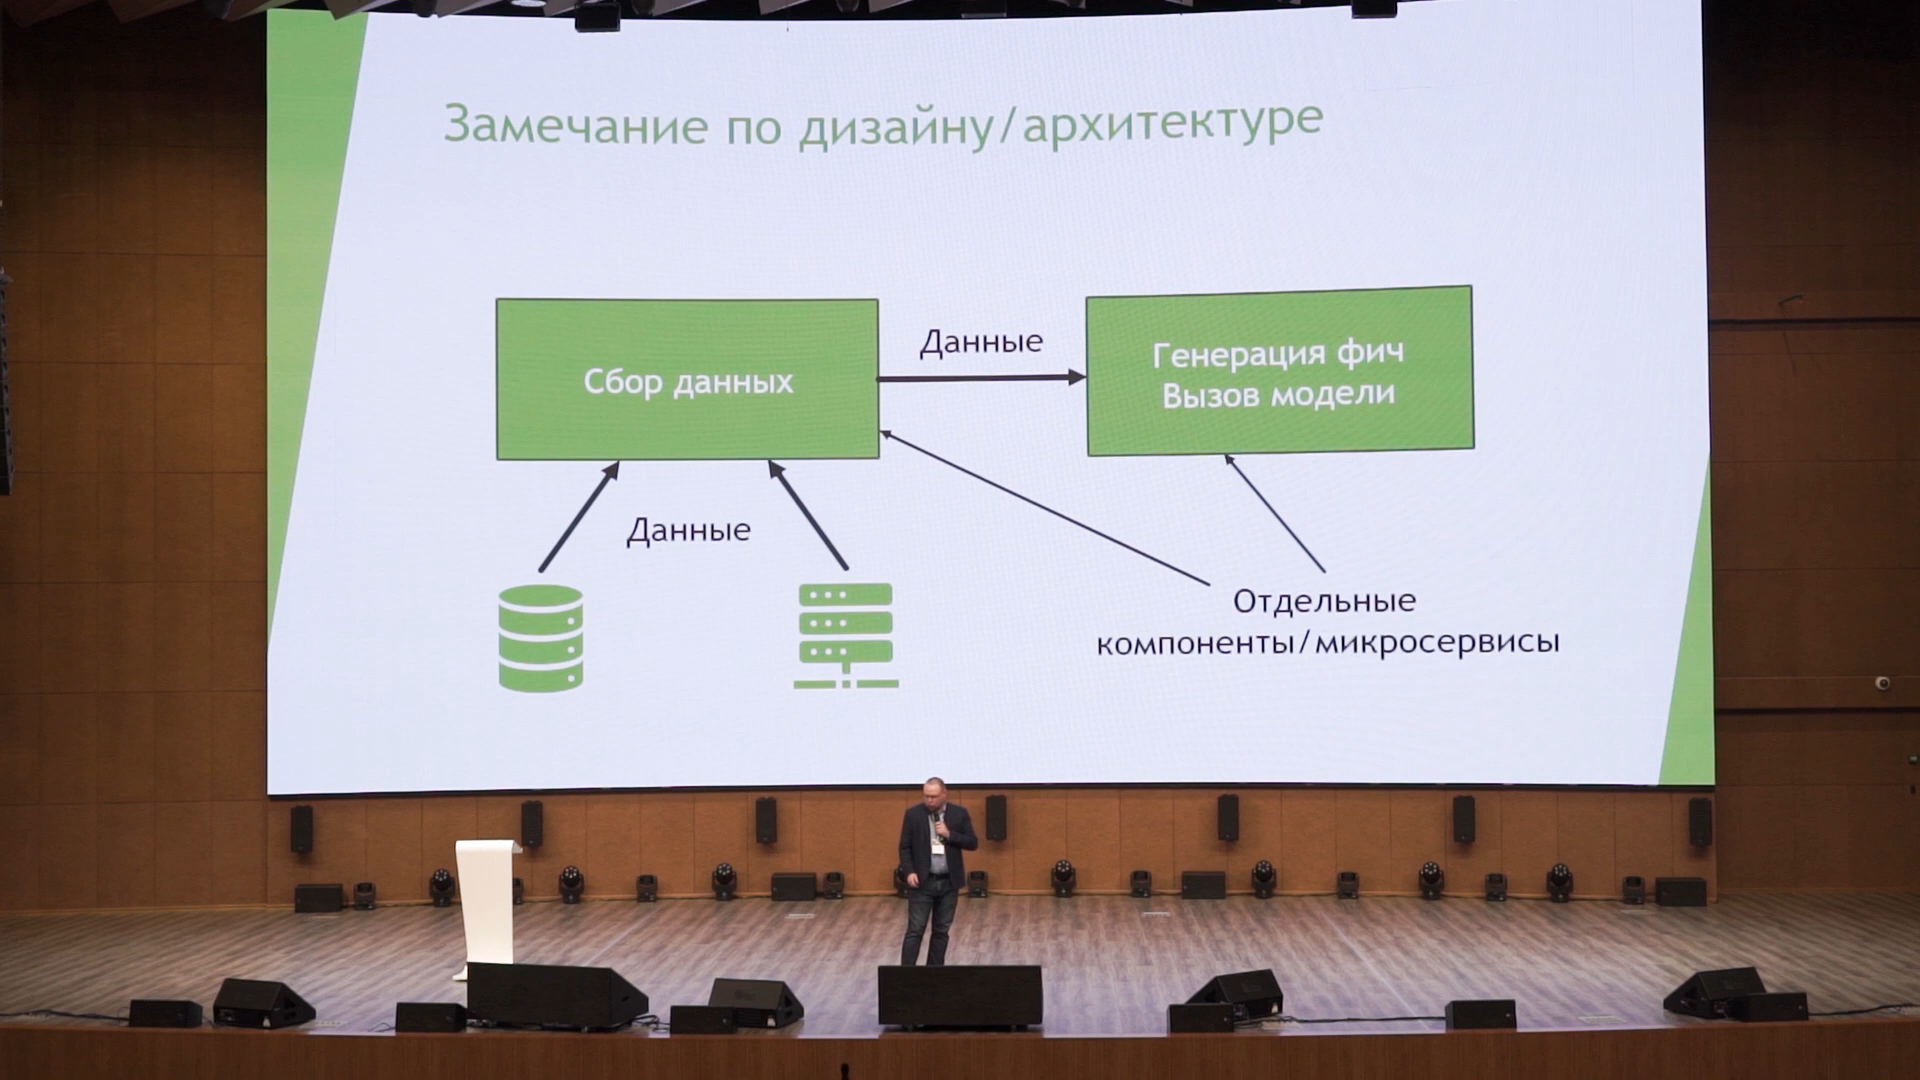 Замечание по дизайну/архитектуре
Сбор данных
Данные
Генерация фич
Вызов модели
Данные
Отдельные
компоненты/микросервисы